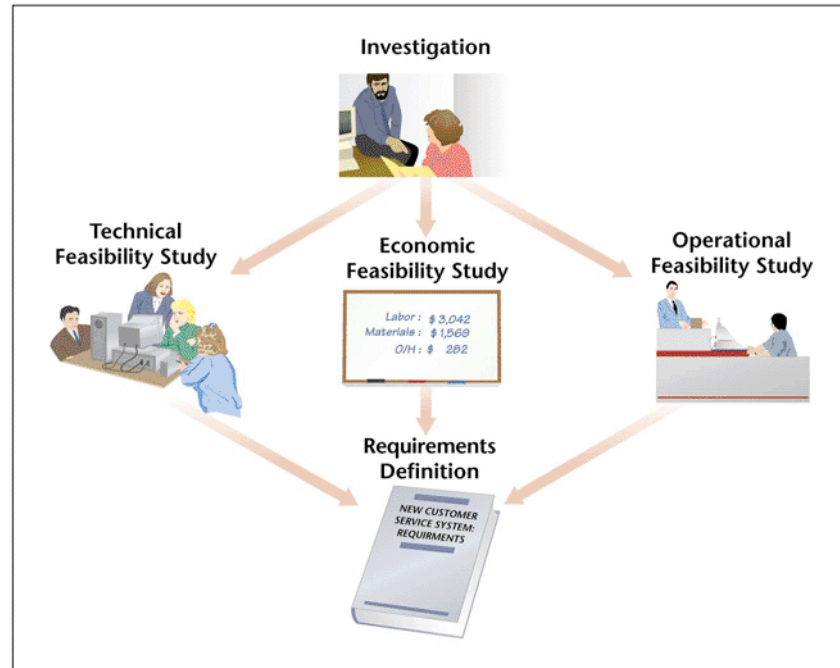 Investigation
Technical
Feasibility Study
Economic
Feasibility Study
Operational
Feasibility Study
Labor : $ 3,042
Materials : $ 1,569
O/H : $ 282
Requirements
Definition
NEW CUSTOMER
SERVICE SYSTEM:
REQUIRMENTS